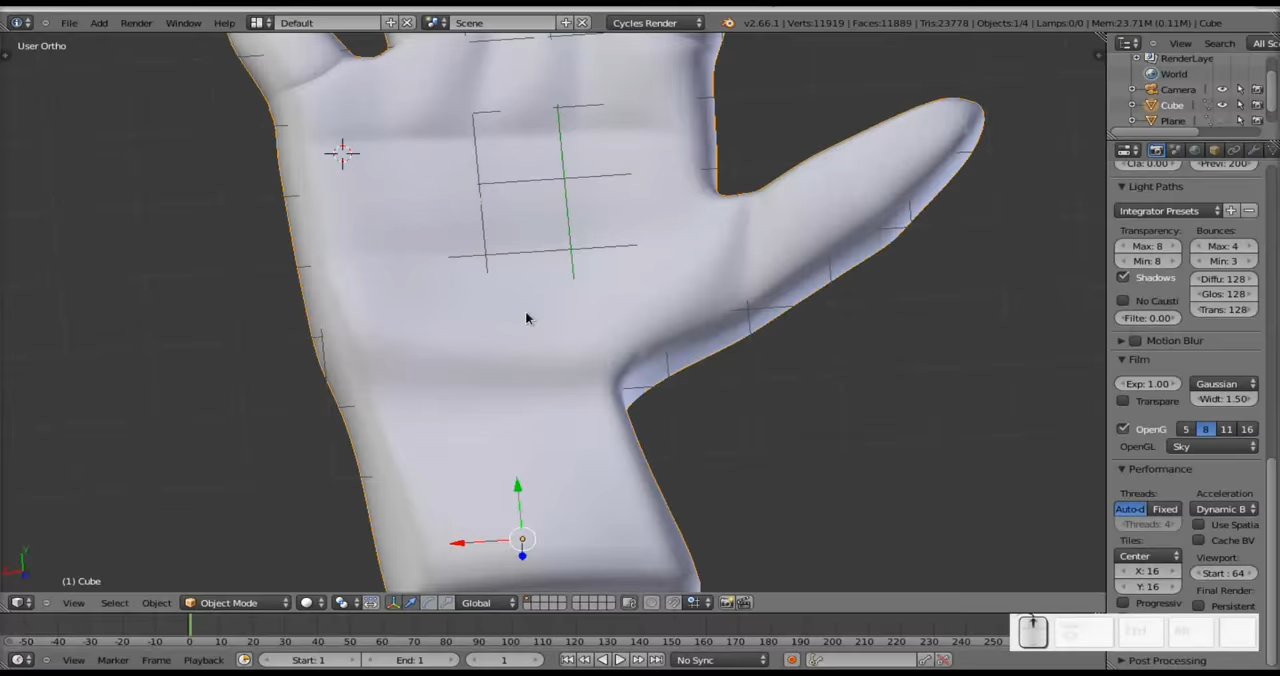 File Add Render Window Help Default Scene Cycles Render v2.66.1 | Verts:11919 | Faces:11889 | Tris:23778 | Objects:1/4 | Lamps:0/0 | Mem:23.71M (0.11M) | Cube
User Ortho
View Search All Sc
RenderLaye
World
Camera
Cube
Plane
Cla: 0.00 Previ: 200
Light Paths
Integrator Presets
Transparency: Bounces:
Max: 8 Max: 4
Min: 8 Min: 3
Shadows Diffu: 128
No Causti Glos: 128
Filte: 0.00 Trans: 128
Motion Blur
Film
Exp: 1.00 Gaussian
Transpare Widt: 1.50
OpenG 5 8 11 16
OpenGL Sky
Performance
Threads: Acceleration
Auto-d Fixed Dynamic B
Threads: 4 Use Spatia
Tiles: Cache BV
Center Viewport:
X: 16 Start : 64
Y: 16 Final Render
Progressiv Persistent
Post Processing
(1) Cube
View Select Object Object Mode Global
-50 -40 -30 -20 -10 0 10 20 30 40 50 60 70 80 90 100 110 120 130 140 150 160 170 180 190 200 210 220 230 240 250
View Marker Frame Playback Start: 1 End: 1 1 No Sync